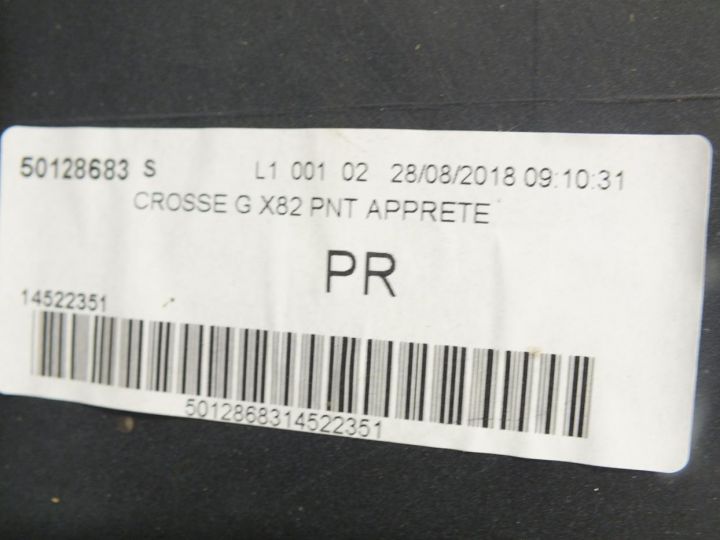 50128683 S L1 001 02 28/08/2018 09:10:31
CROSSE G X82 PNT APPRETE
PR
14522351
5012868314522351